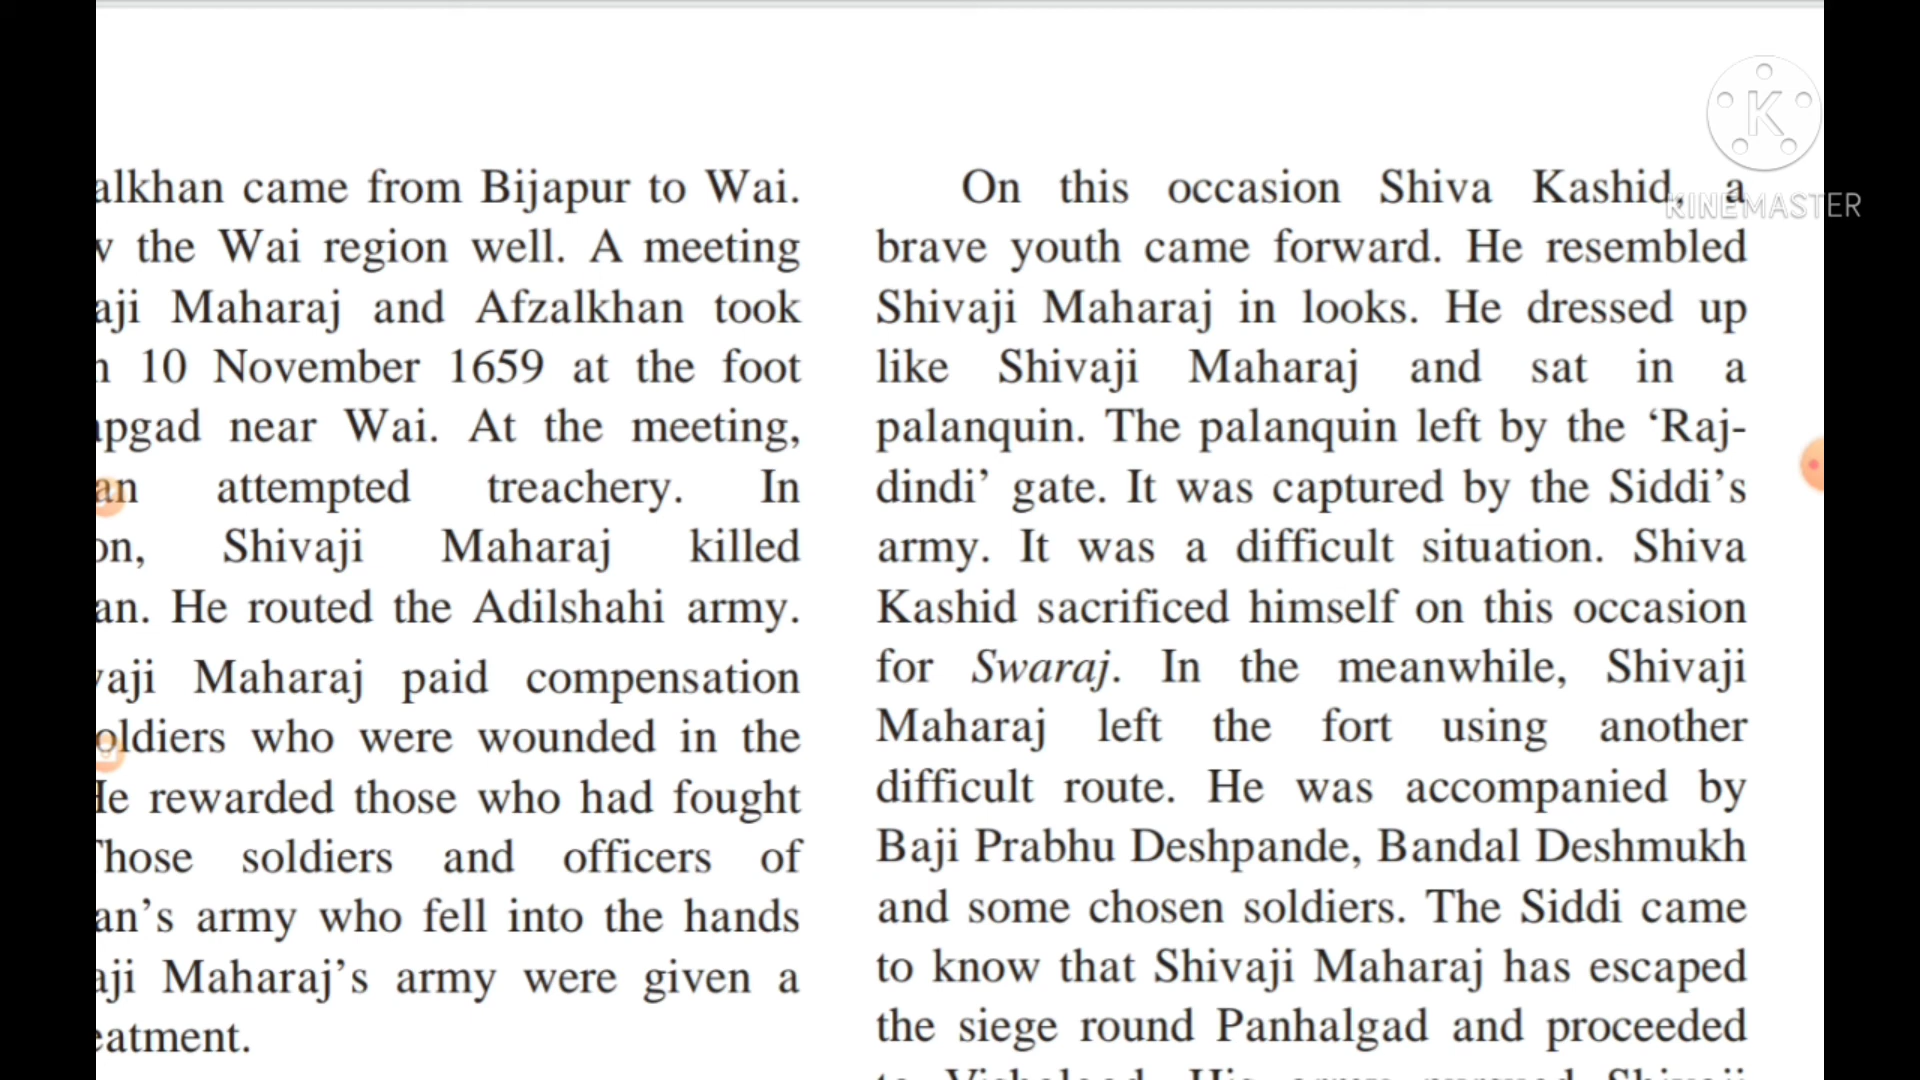 alkhan came from Bijapur to Wai.
the Wai region well. A meeting
aji Maharaj and Afzalkhan took
10 November 1659 at the foot
pgad near Wai. At the meeting,
an attempted treachery. In
on, Shivaji Maharaj killed
an. He routed the Adilshahi army.
vaji Maharaj paid compensation
oldiers who were wounded in the
He rewarded those who had fought
Those soldiers and officers of
an's army who fell into the hands
aji Maharaj's army were given a
eatment.
On this occasion Shiva Kashid, a
brave youth came forward. He resembled
Shivaji Maharaj in looks. He dressed up
like Shivaji Maharaj and sat in a
palanquin. The palanquin left by the ‘Raj-
dindi’ gate. It was captured by the Siddi’s
army. It was a difficult situation. Shiva
Kashid sacrificed himself on this occasion
for Swaraj. In the meanwhile, Shivaji
Maharaj left the fort using another
difficult route. He was accompanied by
Baji Prabhu Deshpande, Bandal Deshmukh
and some chosen soldiers. The Siddi came
to know that Shivaji Maharaj has escaped
the siege round Panhalgad and proceeded
K
KINEMASTER